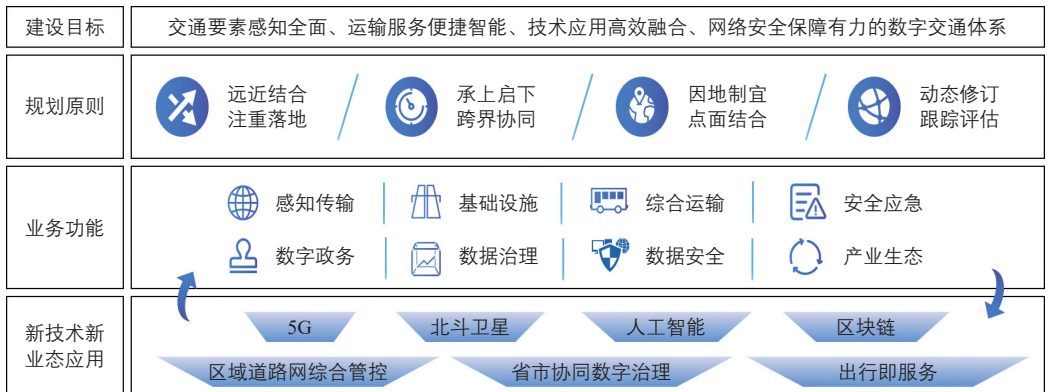 建设目标
交通要素感知全面、运输服务便捷智能、技术应用高效融合、网络安全保障有力的数字交通体系
规划原则
远近结合
注重落地
承上启下
跨界协同
因地制宜
点面结合
动态修订
跟踪评估
业务功能
感知传输
基础设施
综合运输
安全应急
数字政务
数据治理
数据安全
产业生态
新技术新
业态应用
5G
北斗卫星
人工智能
区块链
区域道路网综合管控
省市协同数字治理
出行即服务